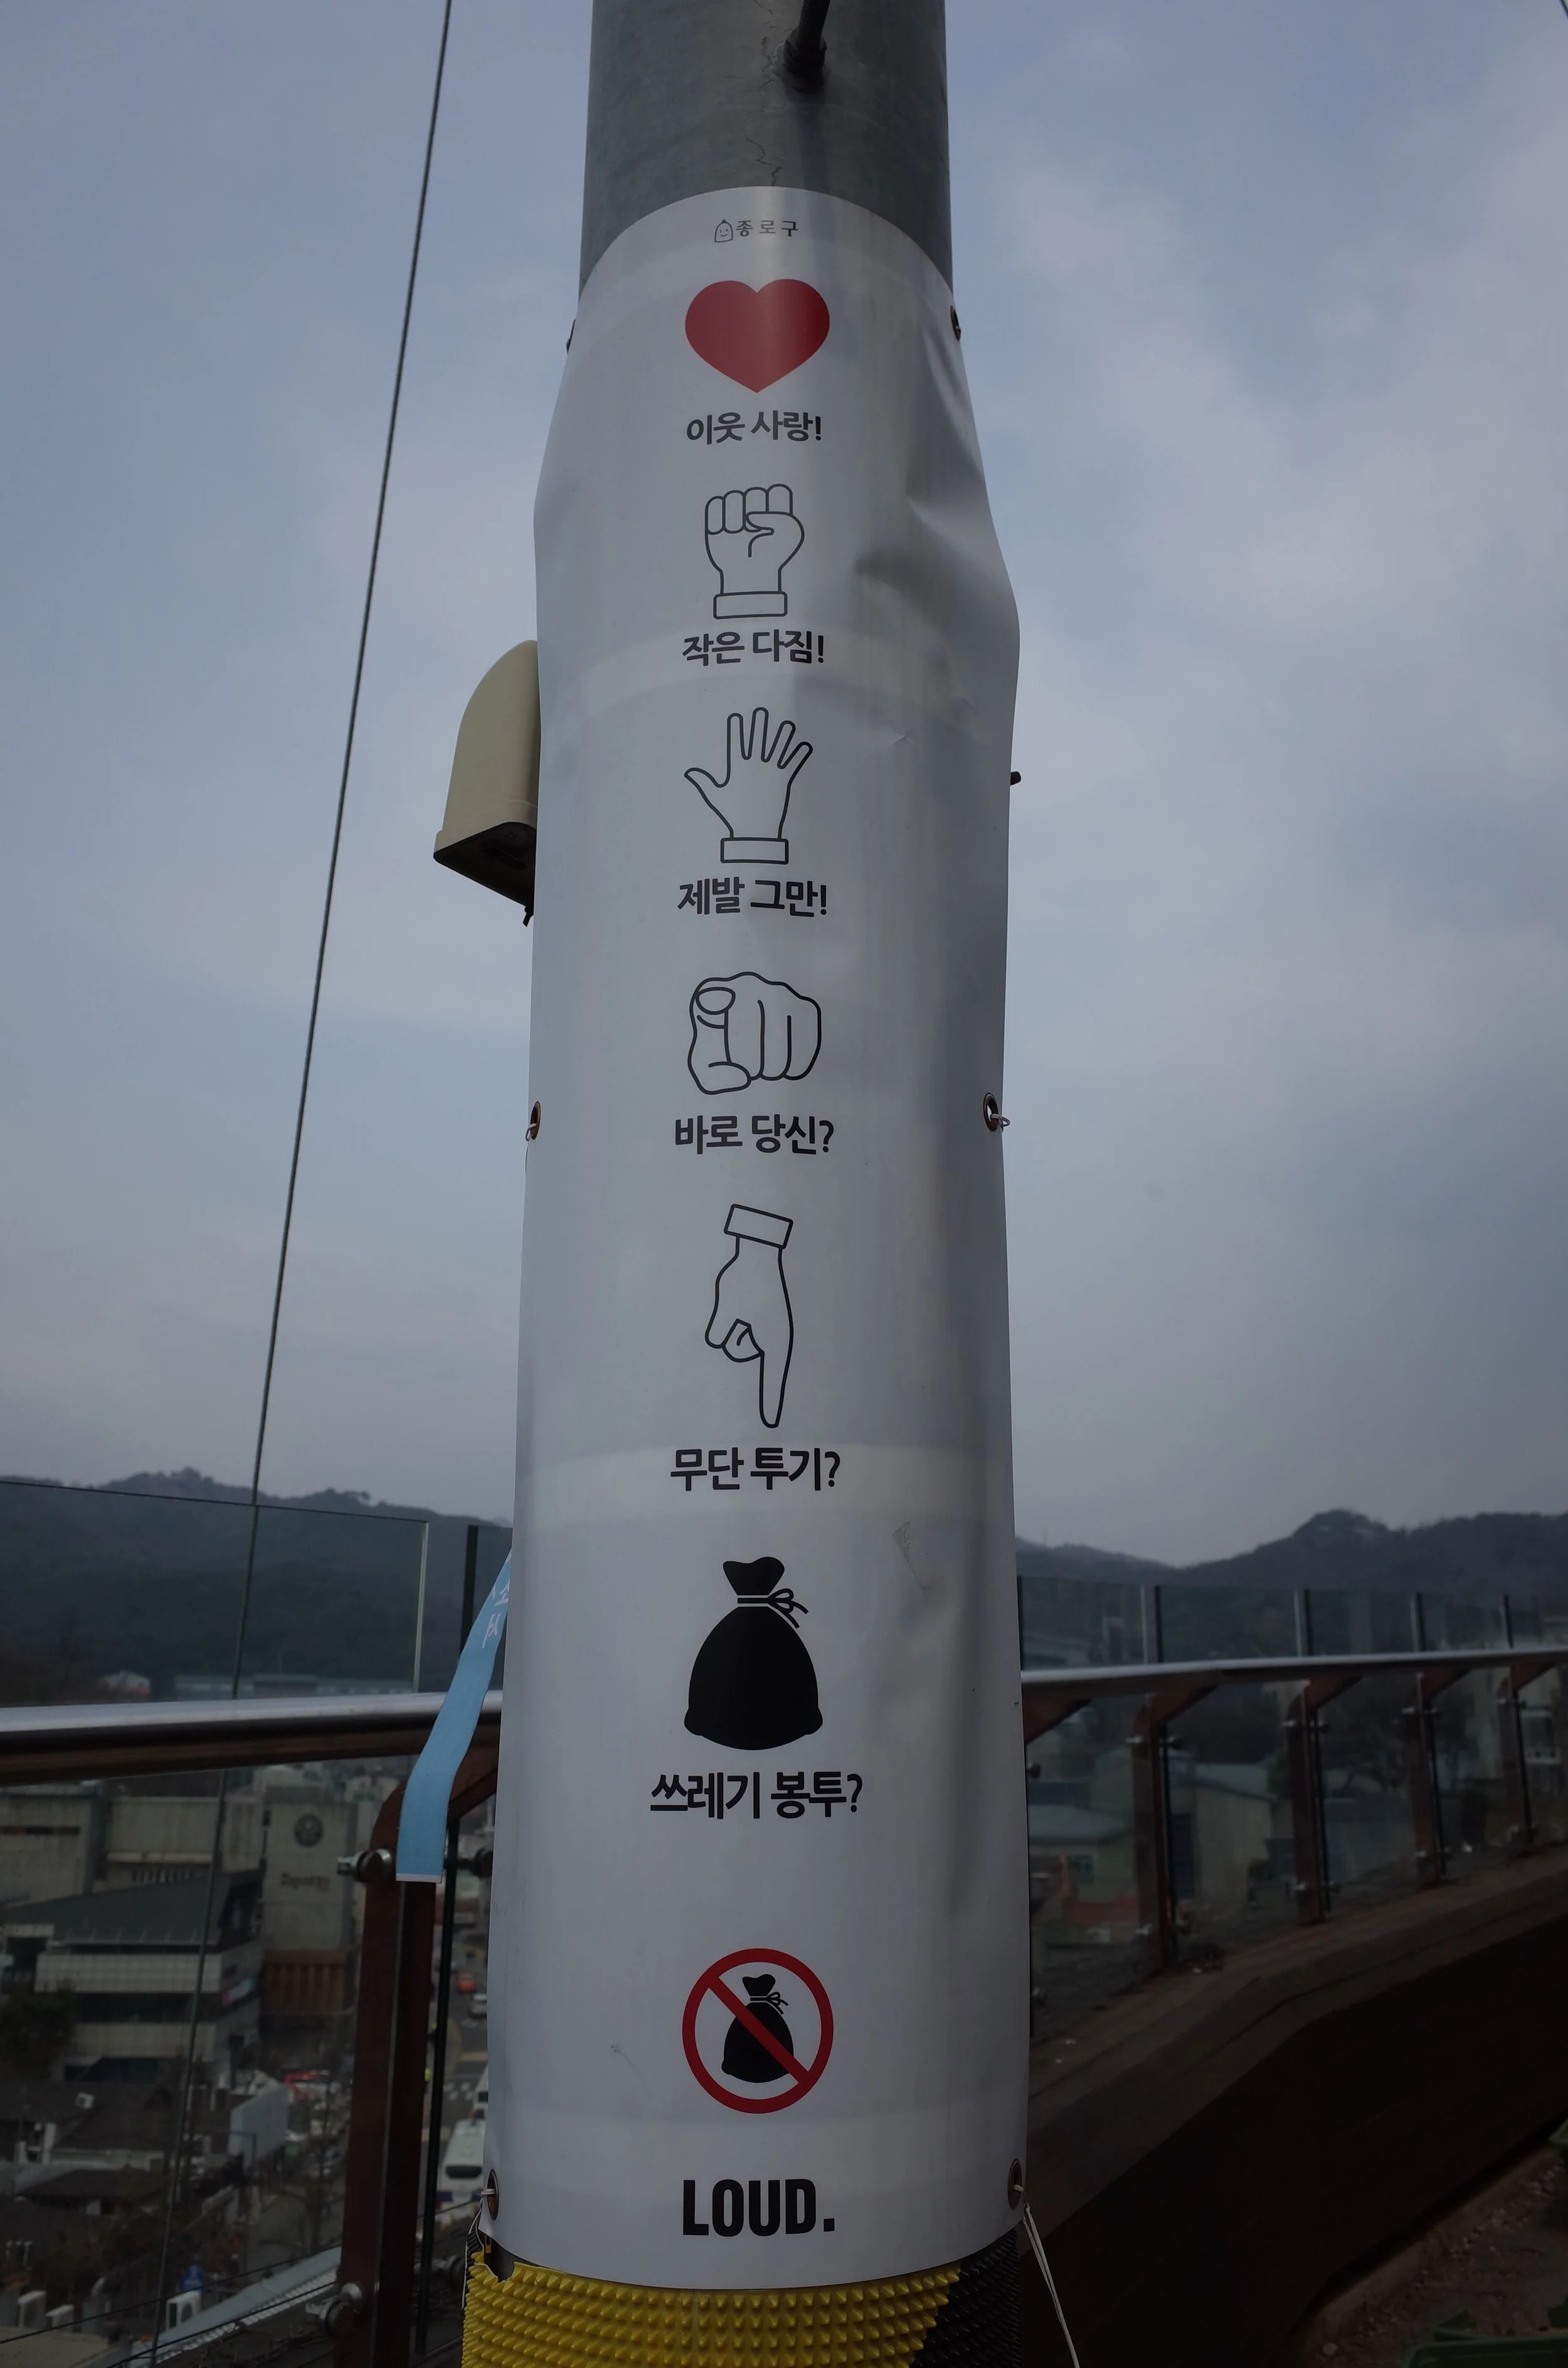 종로구
이웃 사랑!
작은 다짐!
제발 그만!
바로 당신?
무단 투기?
쓰레기 봉투?
LOUD.